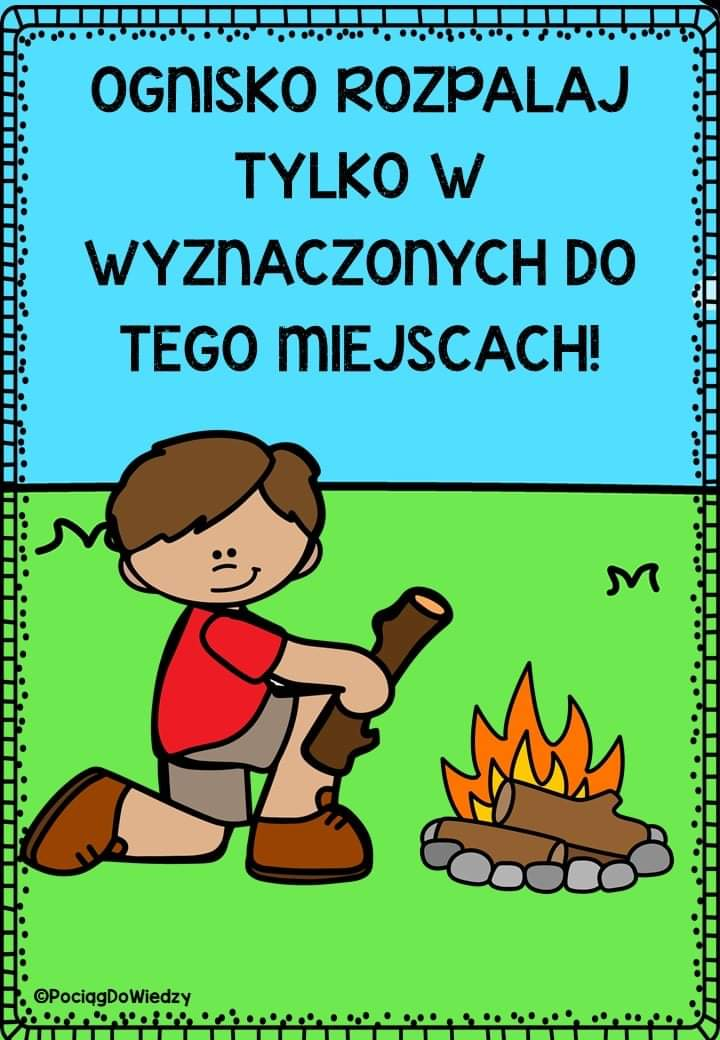 OGNISKO ROZPALAJ
TYLKO W
WYZNACZONYCH DO
TEGO MIEJSCACH!
©PociągDoWiedzy